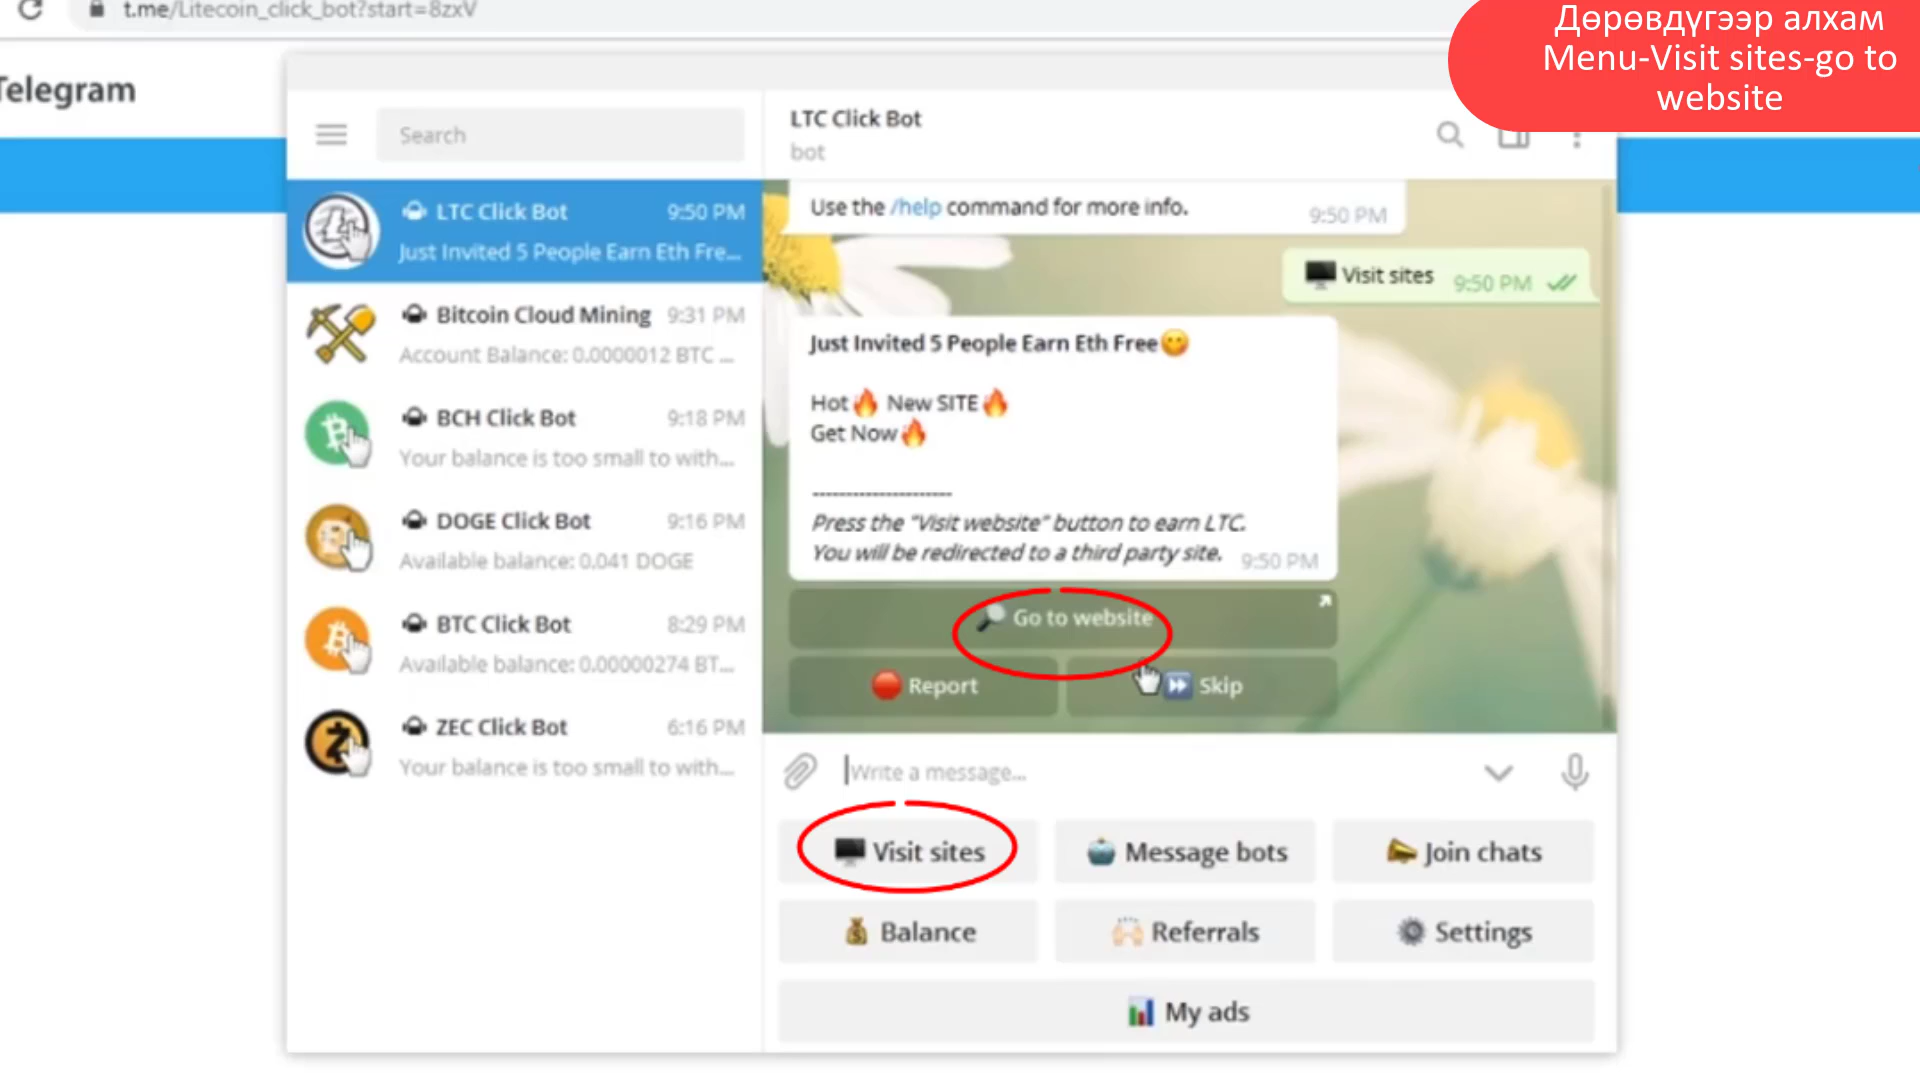 t.me/Litecoin_click_bot?start=8zxV
Дөрөвдүгээр алхам
Menu-Visit sites-go to
website
Telegram
Search
LTC Click Bot
bot
LTC Click Bot 9:50 PM
Just Invited 5 People Earn Eth Fre...
Bitcoin Cloud Mining 9:31 PM
Account Balance: 0.0000012 BTC ...
BCH Click Bot 9:18 PM
Your balance is too small to with...
DOGE Click Bot 9:16 PM
Available balance: 0.041 DOGE
BTC Click Bot 8:29 PM
Available balance: 0.00000274 BT...
ZEC Click Bot 6:16 PM
Your balance is too small to with...
Use the /help command for more info. 9:50 PM
Visit sites 9:50 PM
Just Invited 5 People Earn Eth Free
Hot New SITE
Get Now
---------------------
Press the "Visit website" button to earn LTC.
You will be redirected to a third party site. 9:50 PM
Go to website
Report Skip
Write a message...
Visit sites Message bots Join chats
Balance Referrals Settings
My ads